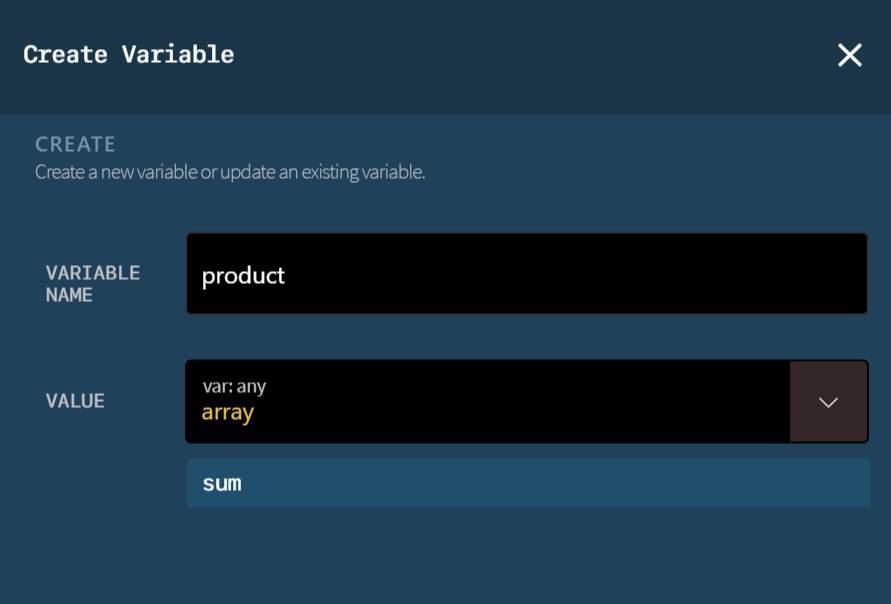 Create Variable
CREATE
Create a new variable or update an existing variable.
VARIABLE
NAME
product
VALUE
var: any
array
sum